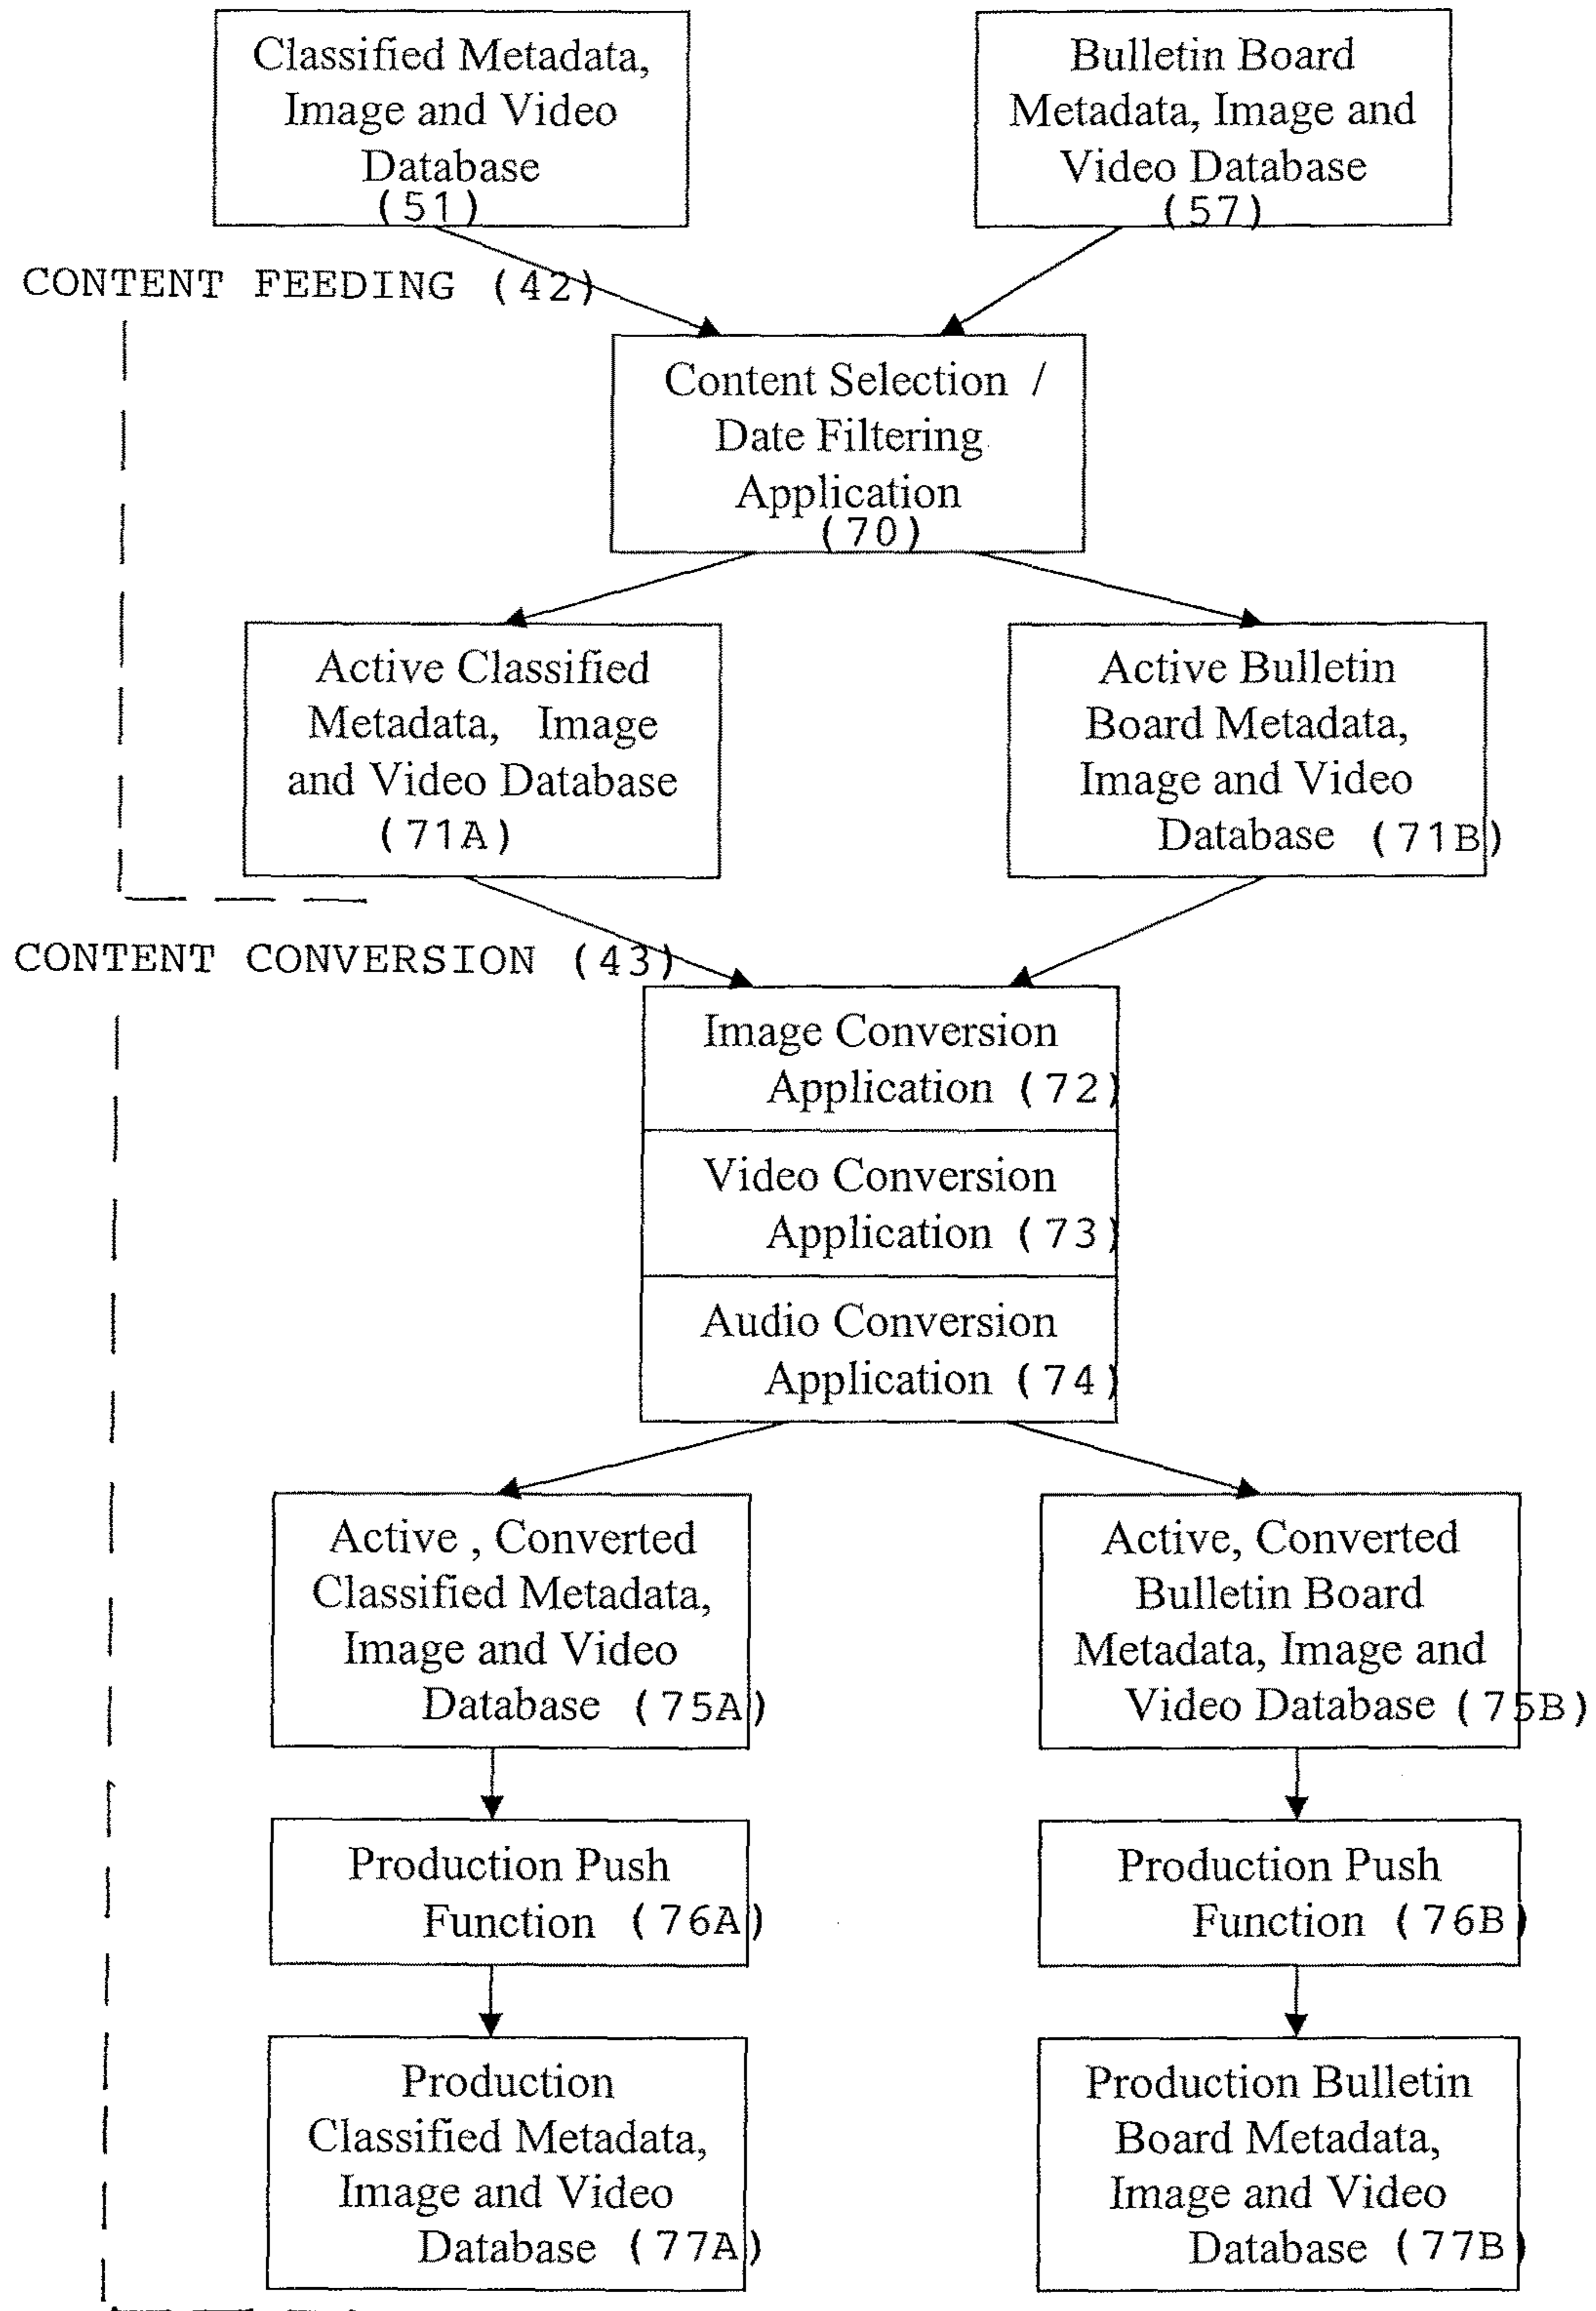 Classified Metadata,
Image and Video
Database
(51)
Bulletin Board
Metadata, Image and
Video Database
(57)
CONTENT FEEDING (42)
Content Selection /
Date Filtering
Application
(70)
Active Classified
Metadata, Image
and Video Database
(71A)
Active Bulletin
Board Metadata,
Image and Video
Database (71B)
CONTENT CONVERSION (43)
Image Conversion
Application (72)
Video Conversion
Application (73)
Audio Conversion
Application (74)
Active , Converted
Classified Metadata,
Image and Video
Database (75A)
Active, Converted
Bulletin Board
Metadata, Image and
Video Database (75B)
Production Push
Function (76A)
Production Push
Function (76B)
Production
Classified Metadata,
Image and Video
Database (77A)
Production Bulletin
Board Metadata,
Image and Video
Database (77B)